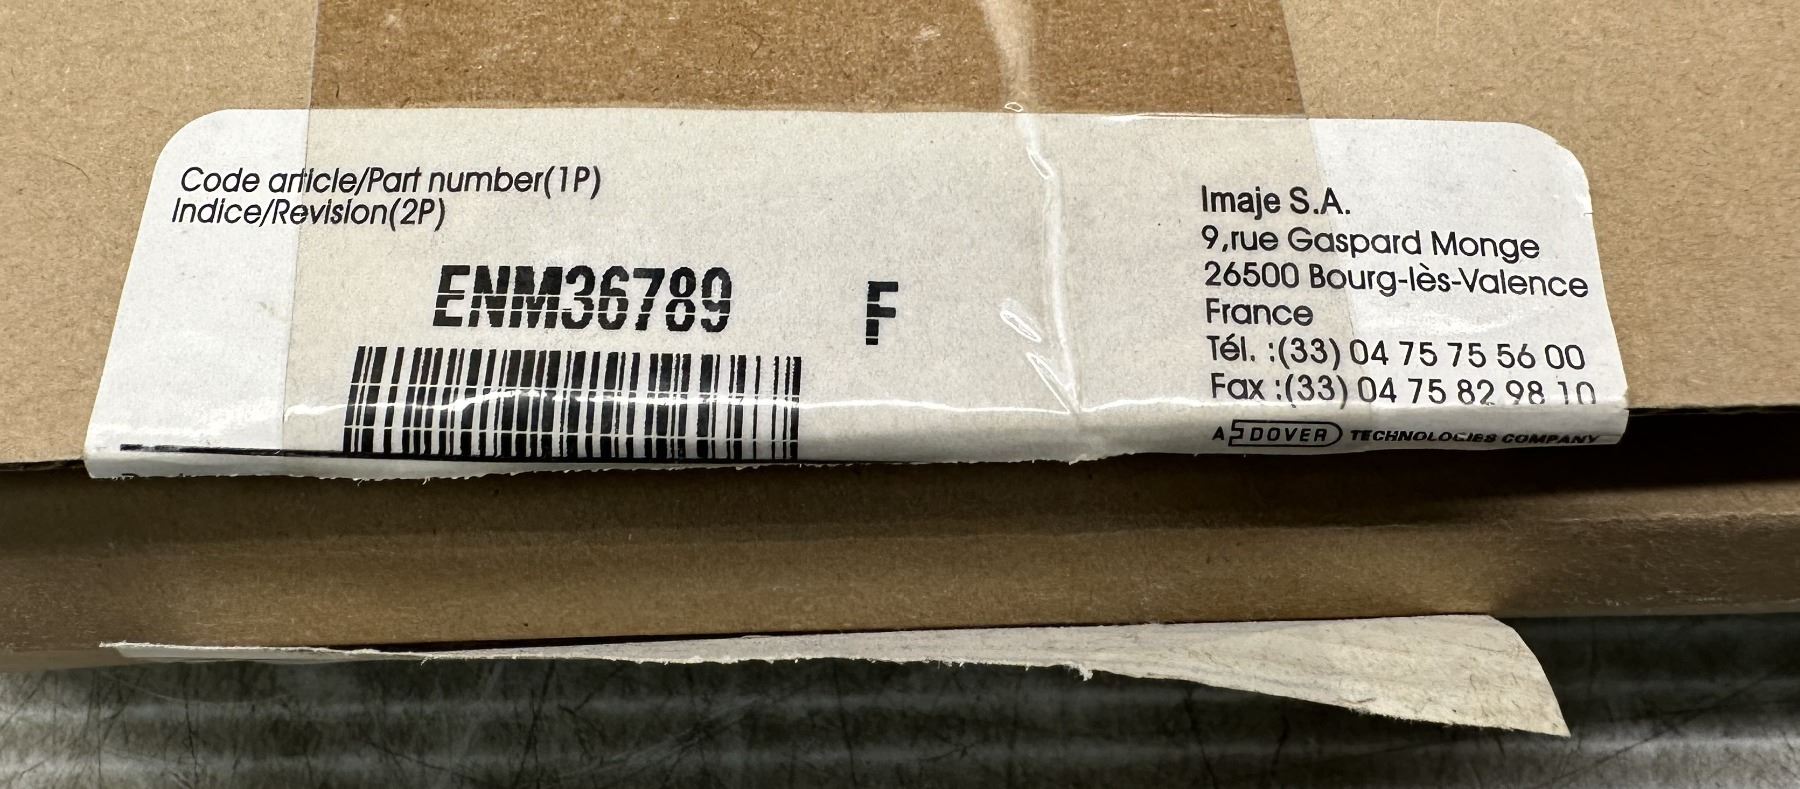 Code article/Part number(1P)
Indice/Revision(2P)
ENM36789 F
Imaje S.A.
9,rue Gaspard Monge
26500 Bourg-lès-Valence
France
Tél. :(33) 04 75 75 56 00
Fax :(33) 04 75 82 98 10
A DOVER TECHNOLOGIES COMPANY